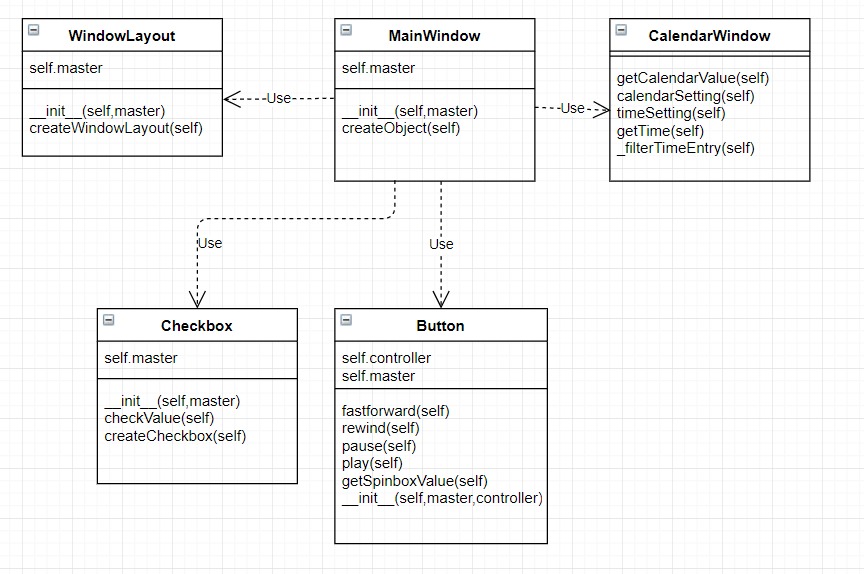 WindowLayout
self.master
__init__(self,master)
createWindowLayout(self)
Use
MainWindow
self.master
__init__(self,master)
createObject(self)
Use
CalendarWindow
getCalendarValue(self)
calendarSetting(self)
timeSetting(self)
getTime(self)
_filterTimeEntry(self)
Use
Use
Checkbox
self.master
__init__(self,master)
checkValue(self)
createCheckbox(self)
Button
self.controller
self.master
fastforward(self)
rewind(self)
pause(self)
play(self)
getSpinboxValue(self)
__init__(self,master,controller)